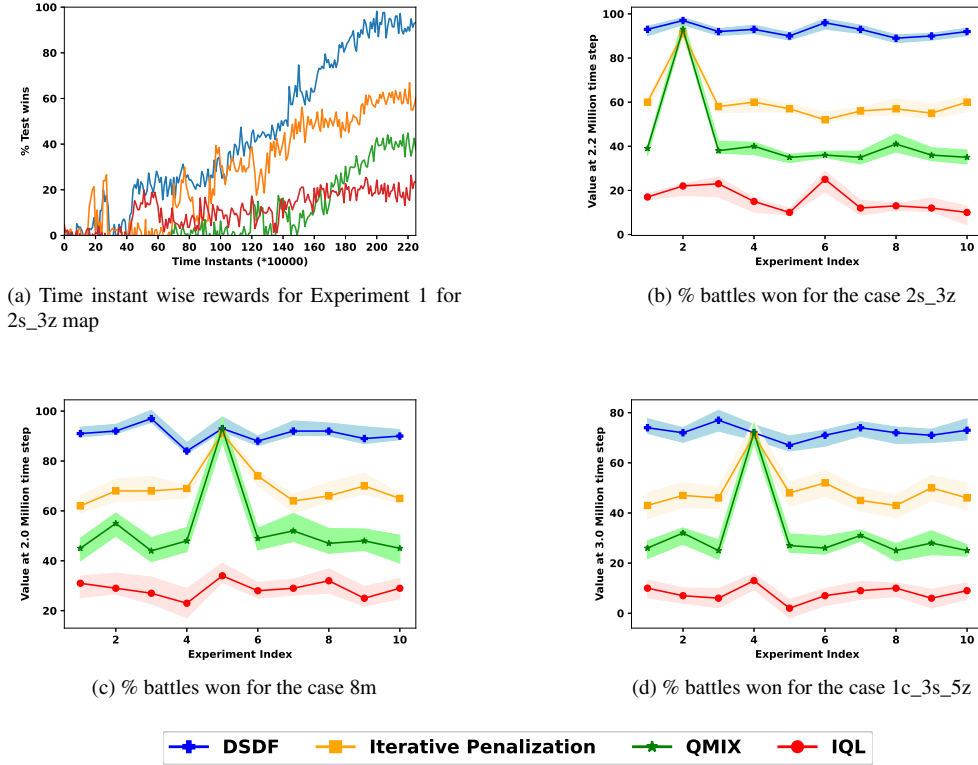 100
80
60
40
20
0
% Test wins
0 20 40 60 80 100 120 140 160 180 200 220
Time Instants (*10000)
(a) Time instant wise rewards for Experiment 1 for
2s_3z map
100
80
60
40
20
0
Value at 2.2 Million time step
2 4 6 8 10
Experiment Index
(b) % battles won for the case 2s_3z
100
80
60
40
20
Value at 2.0 Million time step
2 4 6 8 10
Experiment Index
(c) % battles won for the case 8m
80
60
40
20
0
Value at 3.0 Million time step
2 4 6 8 10
Experiment Index
(d) % battles won for the case 1c_3s_5z
DSDF Iterative Penalization QMIX IQL